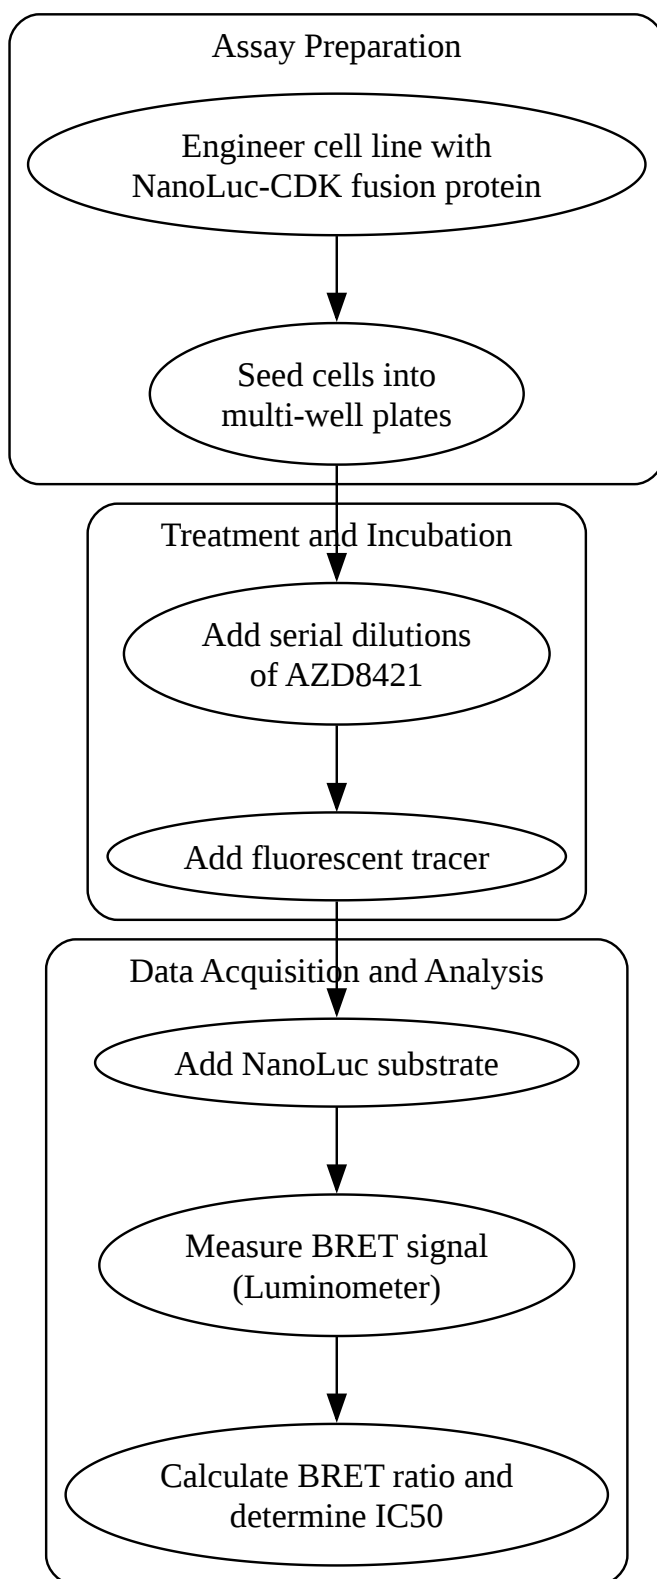 Assay Preparation
Engineer cell line with
NanoLuc-CDK fusion protein
Seed cells into
multi-well plates
Treatment and Incubation
Add serial dilutions
of AZD8421
Add fluorescent tracer
Data Acquisition and Analysis
Add NanoLuc substrate
Measure BRET signal
(Luminometer)
Calculate BRET ratio and
determine IC50